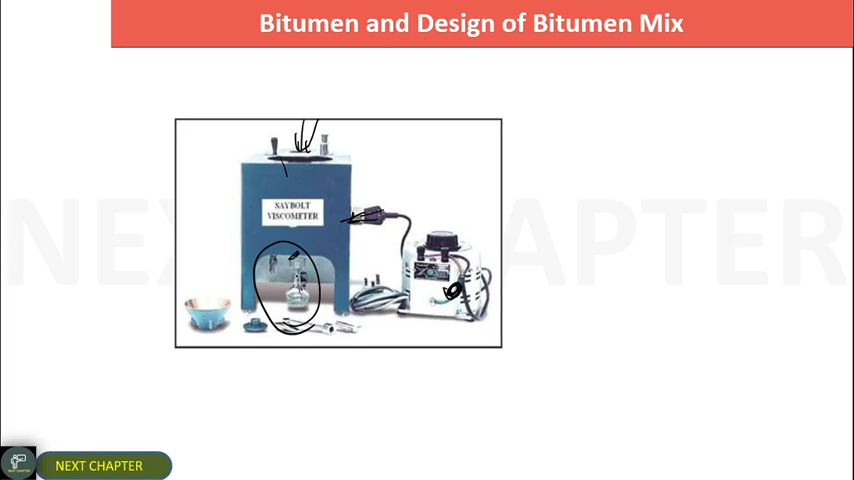 Bitumen and Design of Bitumen Mix
SAYBOLT
VISCOMETER
NEXT CHAPTER
NEXT CHAPTER